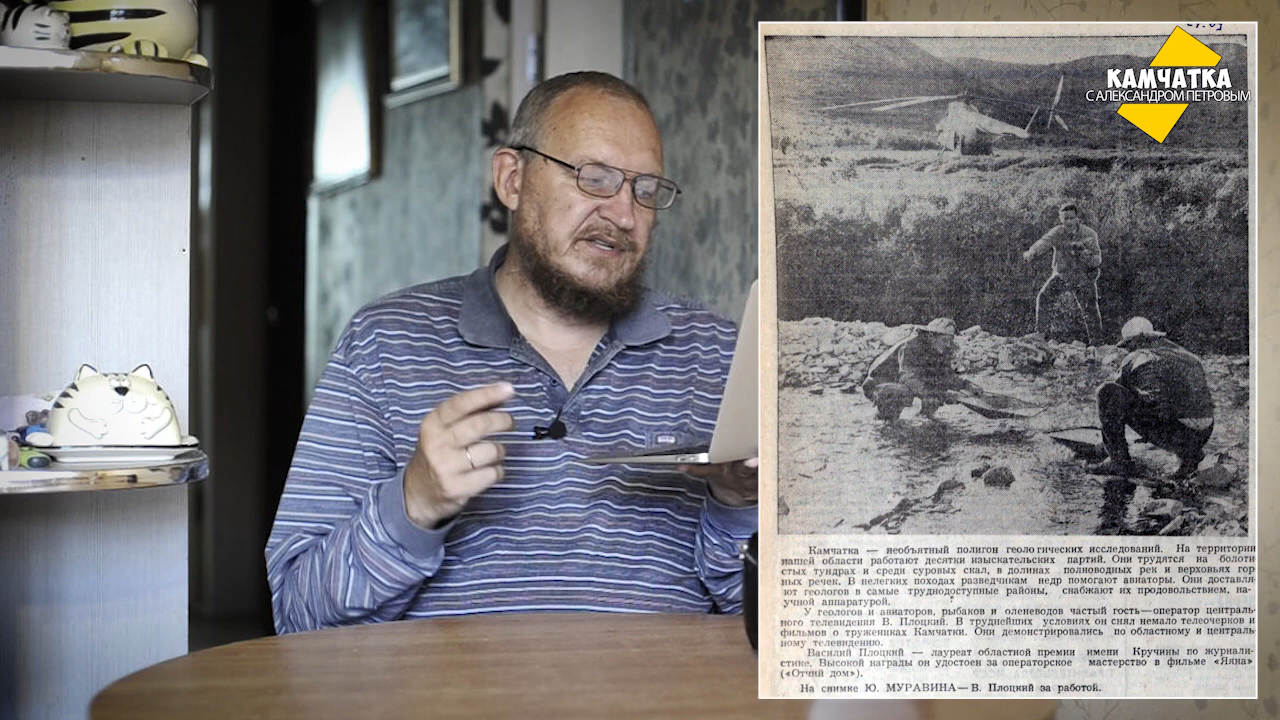 КАМЧАТКА
С АЛЕКСАНДРОМ ПЕТРОВЫМ
Камчатка — необъятный полигон геологических исследований. На территории
нашей области работают десятки изыскательских партий. Они трудятся на болоти
стых тундрах и среди суровых скал, в долинах полноводных рек и верховьях гор
ных речек. В нелегких походах разведчикам недр помогают авиаторы. Они доставля-
ют геологов в самые труднодоступные районы, снабжают их продовольствием, на-
учной аппаратурой.
У геологов и авиаторов, рыбаков и оленеводов частый гость—оператор централь-
ного телевидения В. Плоцкий. В труднейших условиях он снял немало телеочерков и
фильмов о тружениках Камчатки. Они демонстрировались по областному и централь-
ному телевидению.
Василий Плоцкий — лауреат областной премии имени Кручины по журнали-
стике. Высокой награды он удостоен за операторское мастерство в фильме «Яяна»
(«Отчий дом»).
На снимке Ю. МУРАВИНА—В. Плоцкий за работой.